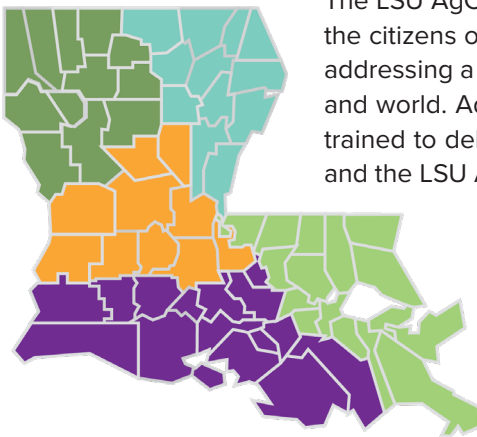 The LSU
the citizens
addressing a
and world.
trained to
and the LSU